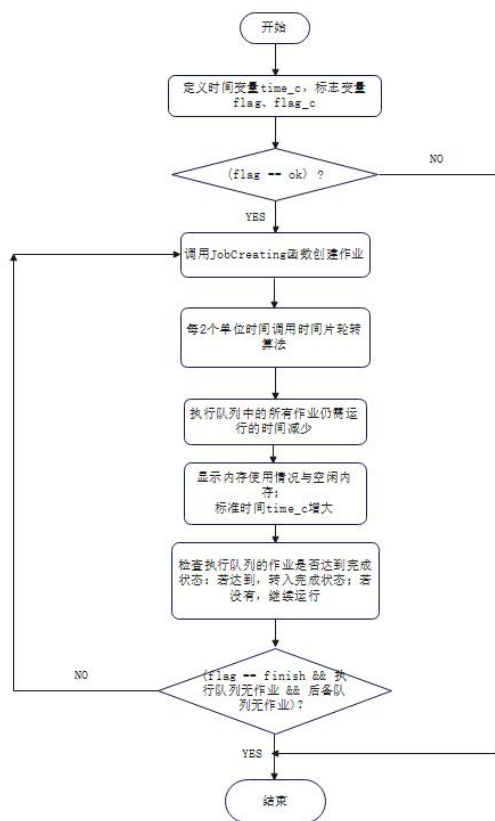 开始
定义时间变量time_c，标志变量
flag、flag_c
(flag == ok) ?
NO
YES
调用JobCreating函数创建作业
每2个单位时间调用时间片轮转
算法
执行队列中的所有作业仍需运
行的时间减少
显示内存使用情况与空闲内
存；
标准时间time_c增大
检查执行队列的作业是否达到完成
状态：若达到，转入完成状态；若
没有，继续运行
NO
(flag == finish && 执
行队列无作业 && 后备队
列无作业)？
YES
结束